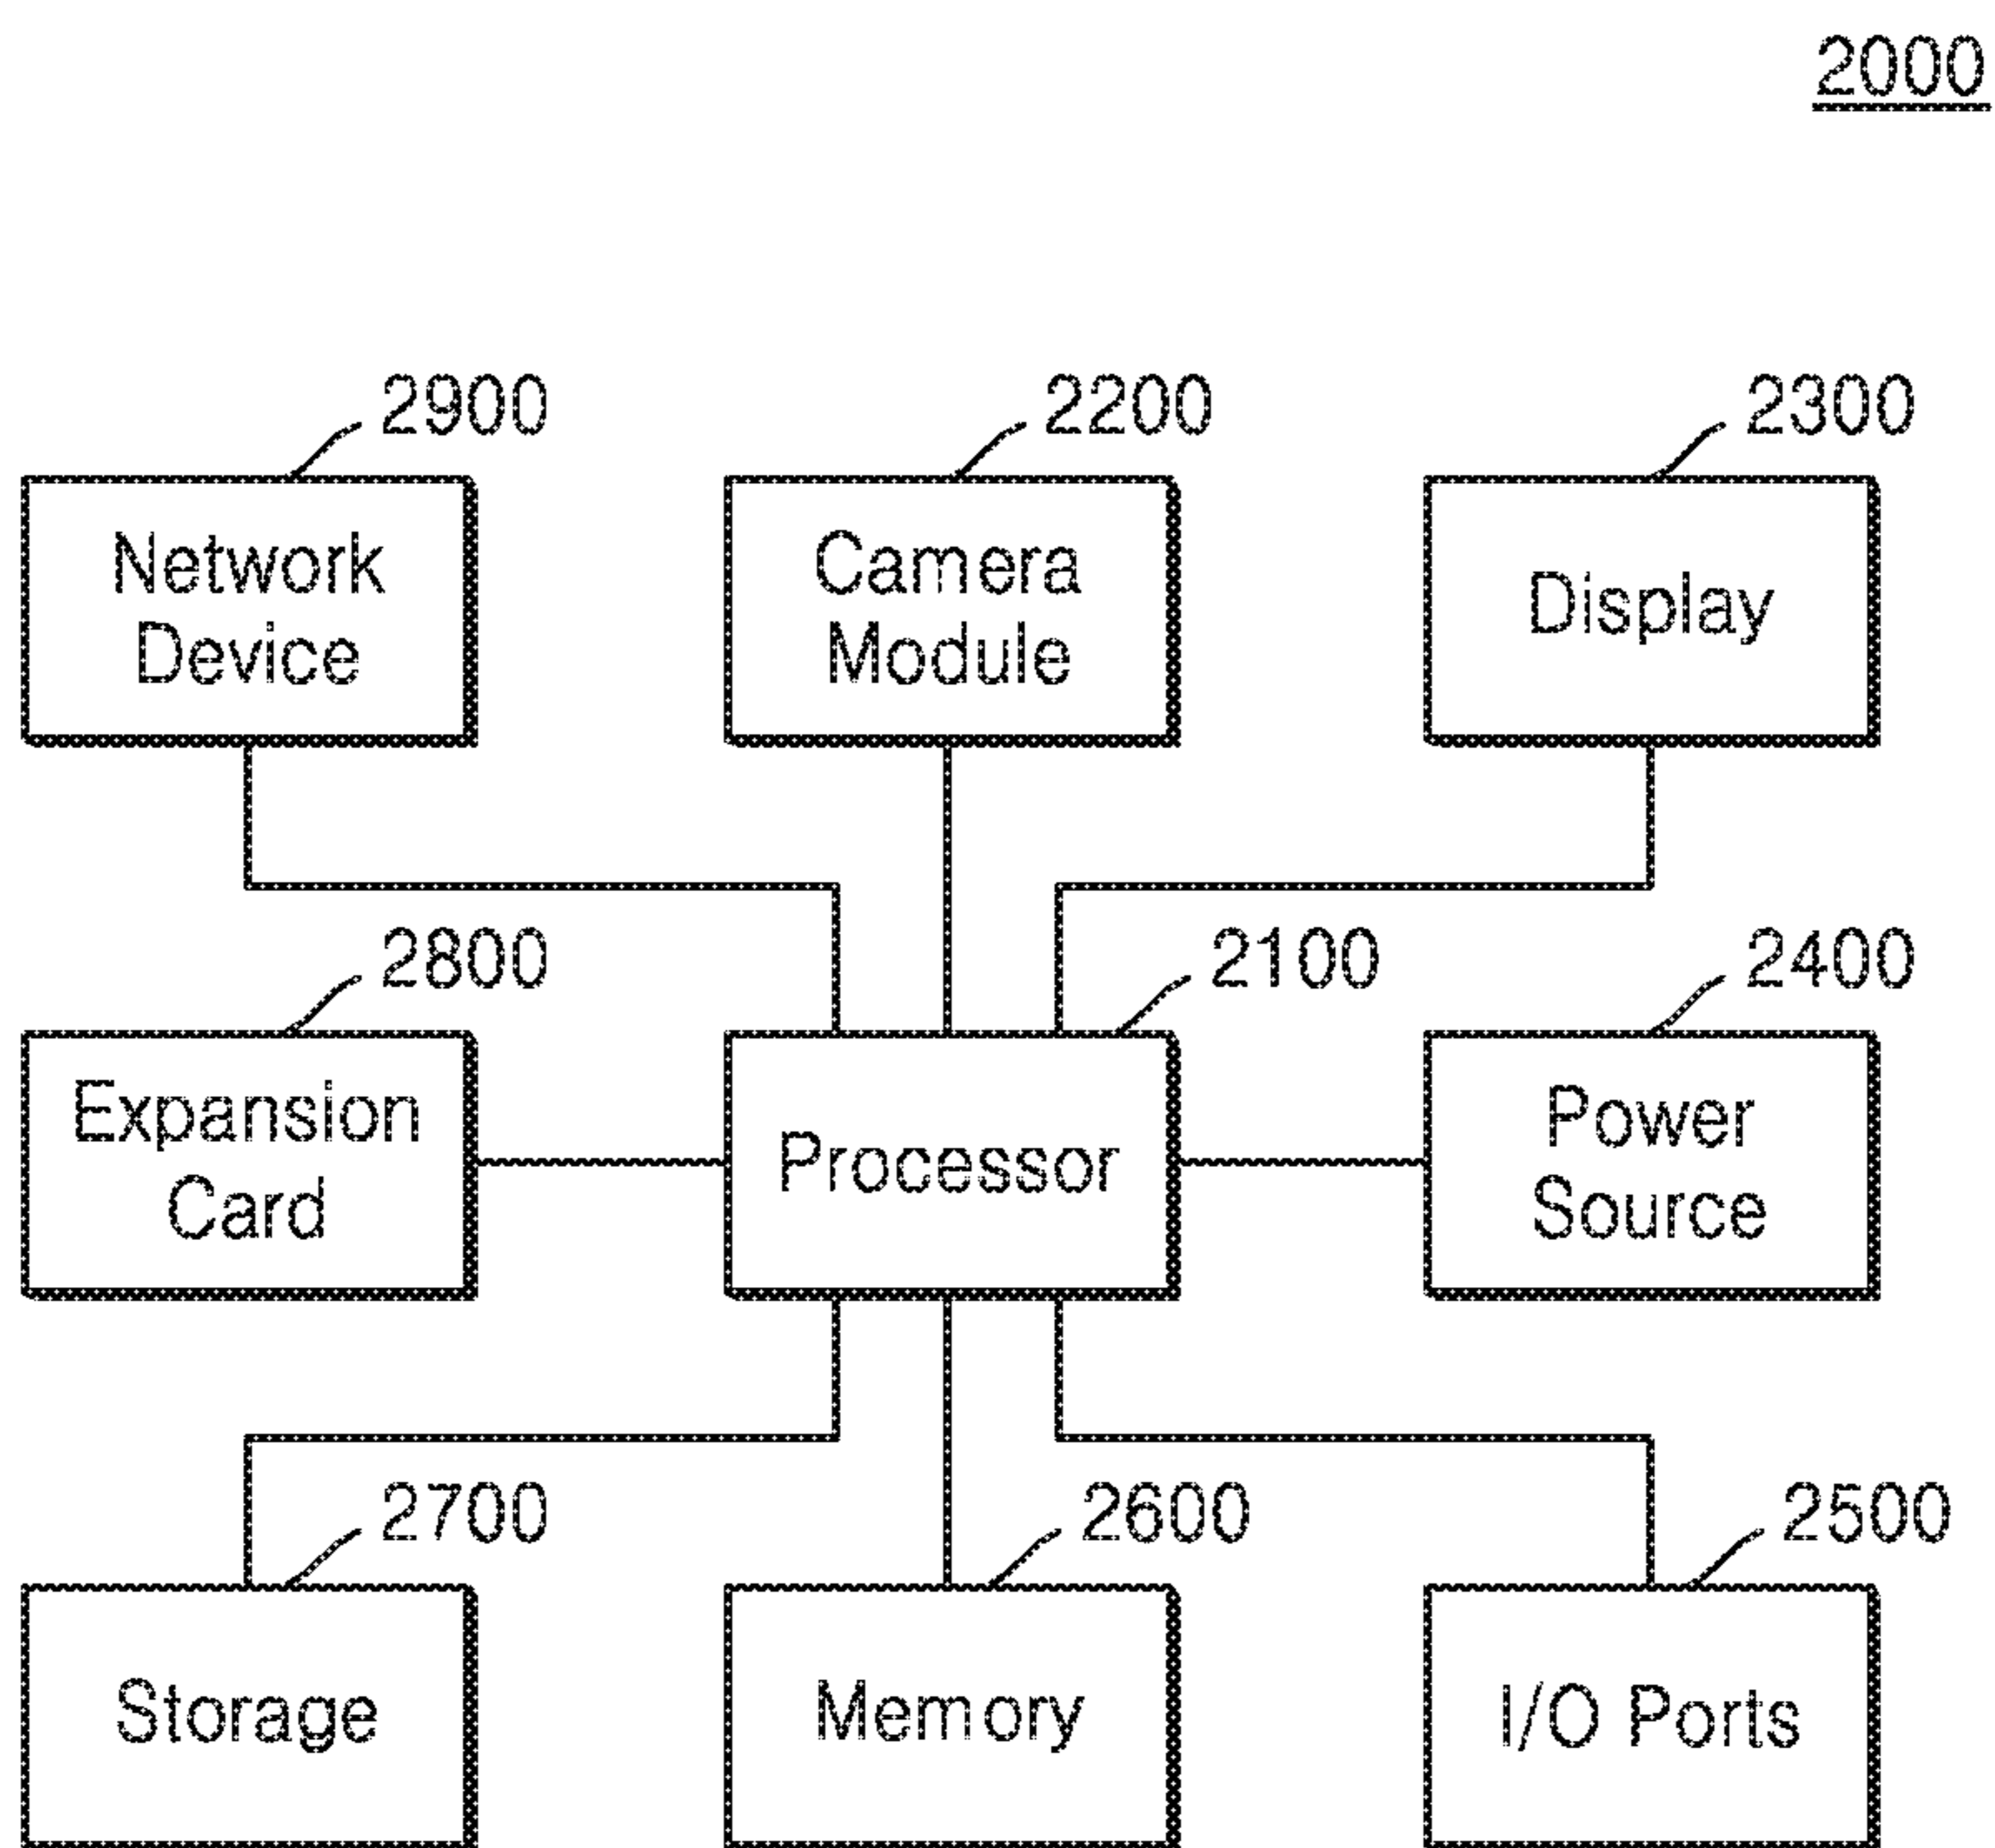 2000
2900
2200
2300
Network
Device
Camera
Module
Display
2800
2100
2400
Expansion
Card
Processor
Power
Source
2700
2600
2500
Storage
Memory
I/O Ports